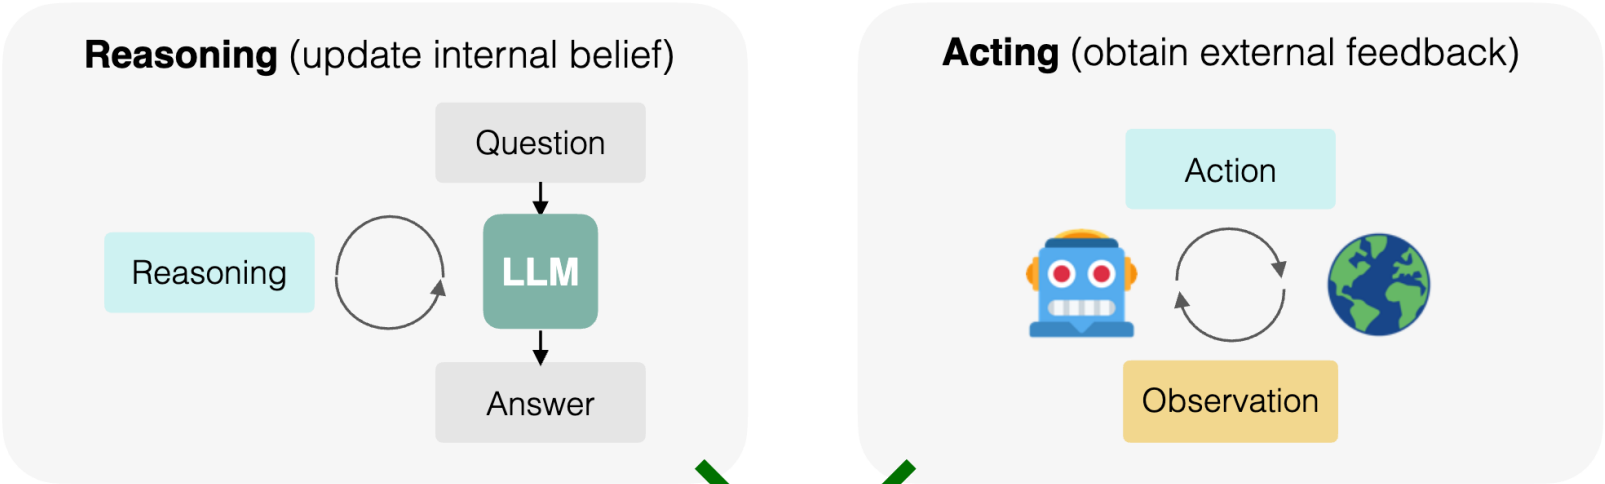 Reasoning (update internal belief)
Question
Reasoning
LLM
Answer
Acting (obtain external feedback)
Action
Observation